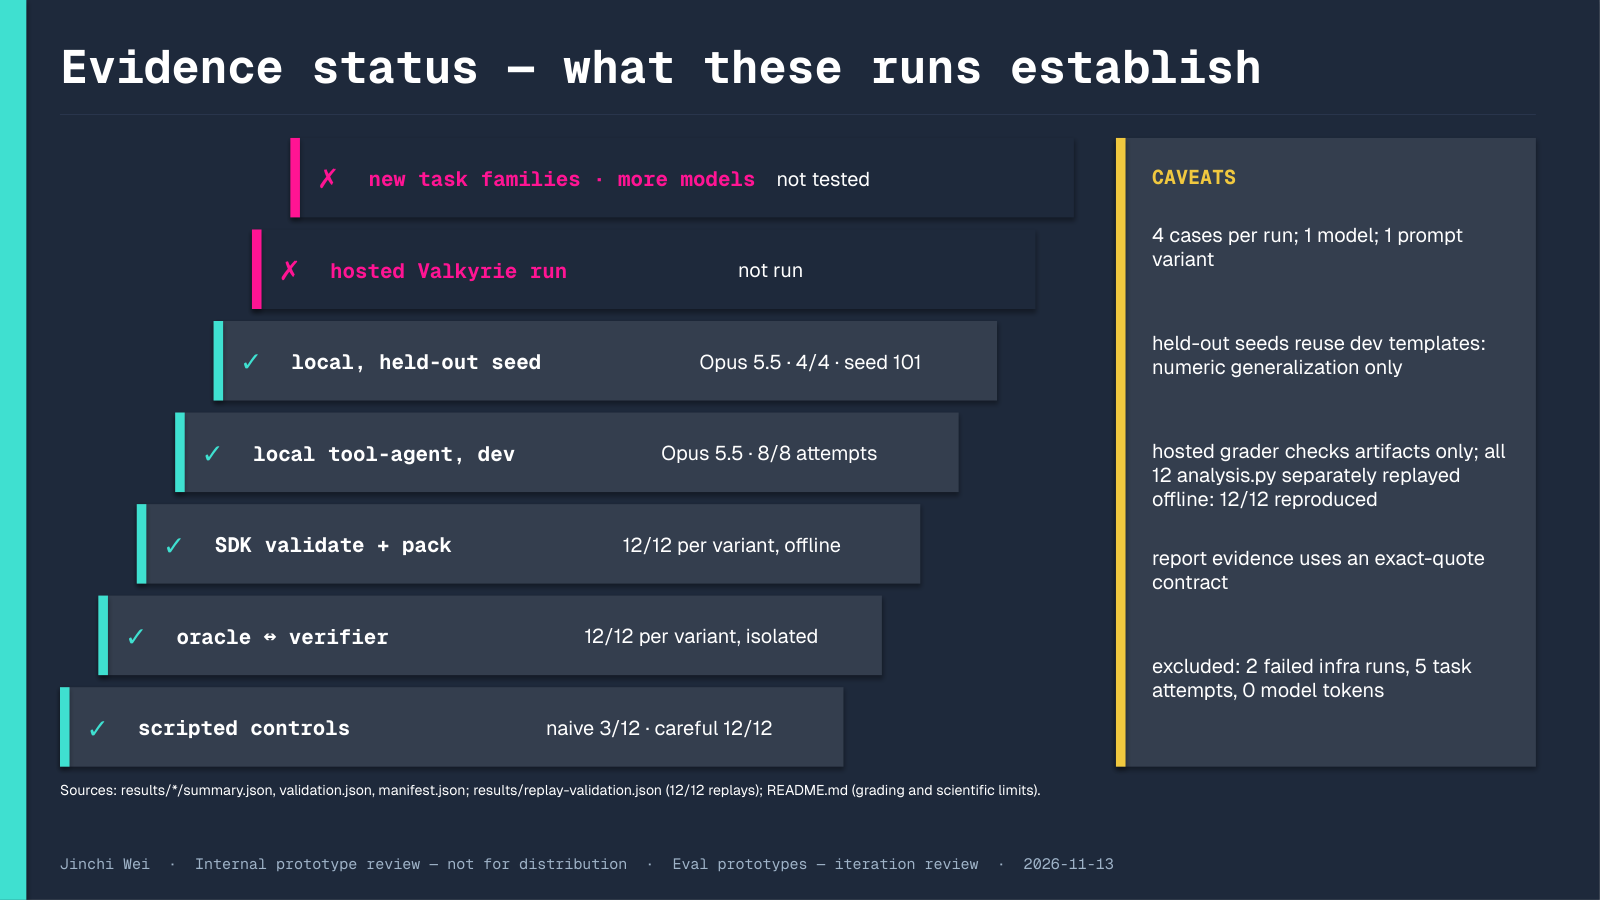 Evidence status — what these runs establish
✗ new task families · more models not tested
✗ hosted Valkyrie run not run
✓ local, held-out seed Opus 5.5 · 4/4 · seed 101
✓ local tool-agent, dev Opus 5.5 · 8/8 attempts
✓ SDK validate + pack 12/12 per variant, offline
✓ oracle ↔ verifier 12/12 per variant, isolated
✓ scripted controls naive 3/12 · careful 12/12
CAVEATS
4 cases per run; 1 model; 1 prompt
variant
held-out seeds reuse dev templates:
numeric generalization only
hosted grader checks artifacts only; all
12 analysis.py separately replayed
offline: 12/12 reproduced
report evidence uses an exact-quote
contract
excluded: 2 failed infra runs, 5 task
attempts, 0 model tokens
Sources: results/*/summary.json, validation.json, manifest.json; results/replay-validation.json (12/12 replays); README.md (grading and scientific limits).
Jinchi Wei · Internal prototype review — not for distribution · Eval prototypes — iteration review · 2026-11-13